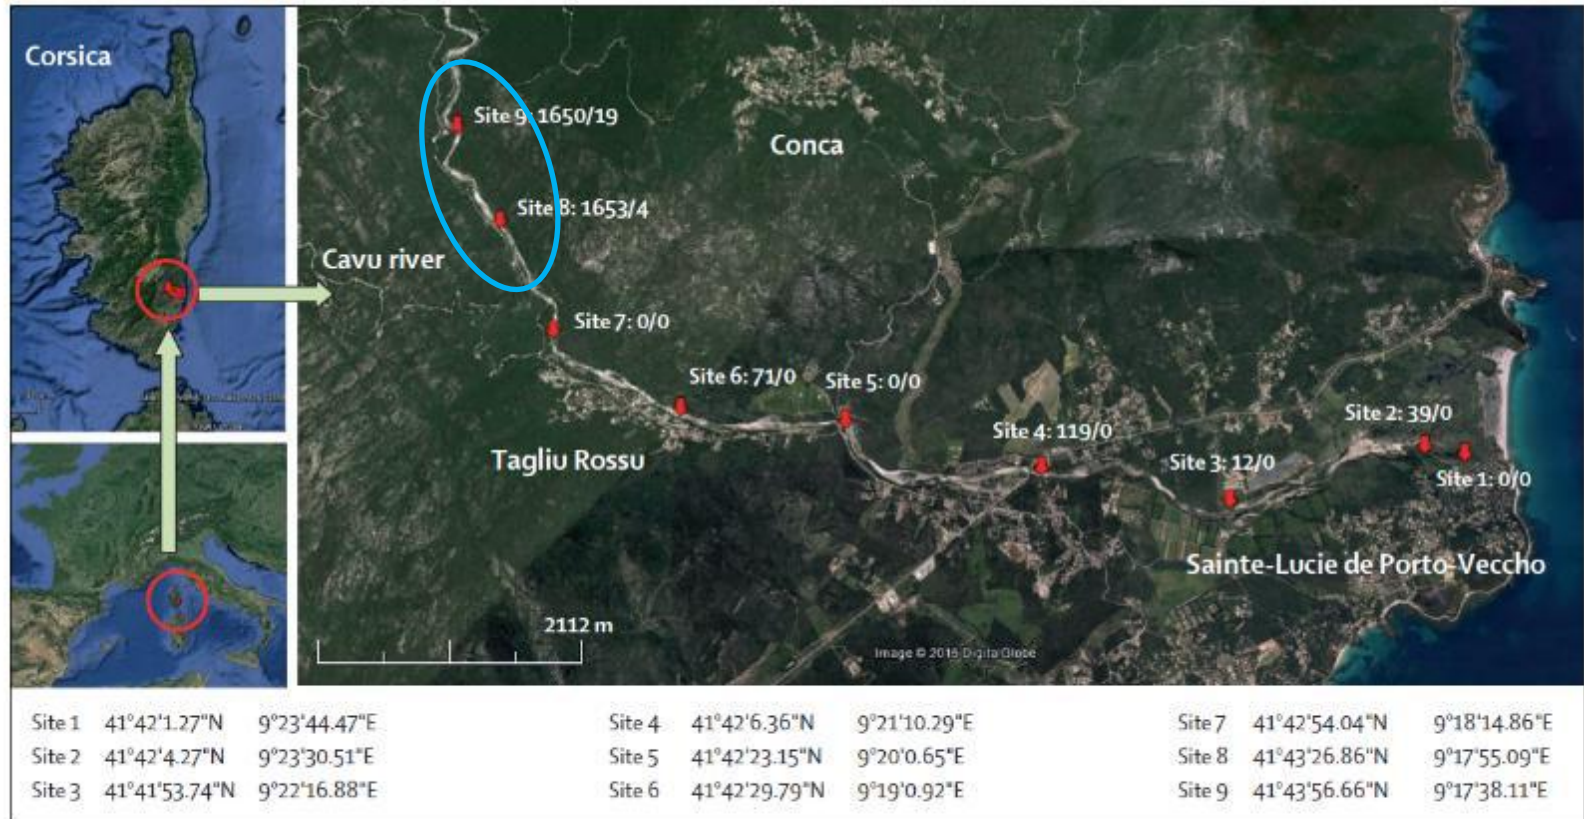 Corsica
Site 9: 1650/19
Conca
Site 8: 1653/4
Cavu river
Site 7: 0/0
Site 6: 71/0
Site 5: 0/0
Site 2: 39/0
Site 4: 119/0
Tagliu Rossu
Site 3: 12/0
Site 1: 0/0
Sainte-Lucie de Porto-Veccho
2112 m
Image © 2015 DigitalGlobe
Site 1 41°42'1.27"N 9°23'44.47"E
Site 2 41°42'4.27"N 9°23'30.51"E
Site 3 41°41'53.74"N 9°22'16.88"E
Site 4 41°42'6.36"N 9°21'10.29"E
Site 5 41°42'23.15"N 9°20'0.65"E
Site 6 41°42'29.79"N 9°19'0.92"E
Site 7 41°42'54.04"N 9°18'14.86"E
Site 8 41°43'26.86"N 9°17'55.09"E
Site 9 41°43'56.66"N 9°17'38.11"E